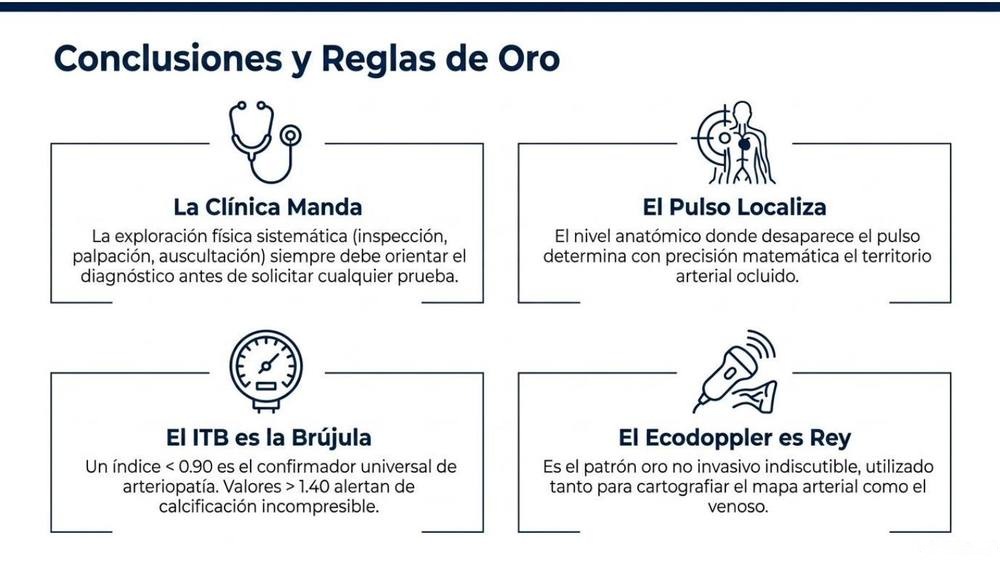 Conclusiones y Reglas de Oro
La Clínica Manda
La exploración física sistemática (inspección,
palpación, auscultación) siempre debe orientar el
diagnóstico antes de solicitar cualquier prueba.
El Pulso Localiza
El nivel anatómico donde desaparece el pulso
determina con precisión matemática el territorio
arterial ocluido.
El ITB es la Brújula
Un índice < 0.90 es el confirmador universal de
arteriopatía. Valores > 1.40 alertan de
calcificación incompresible.
El Ecodoppler es Rey
Es el patrón oro no invasivo indiscutible, utilizado
tanto para cartografiar el mapa arterial como el
venoso.